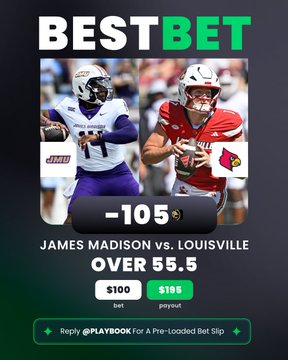 BESTBET
JMU
-105
JAMES MADISON vs. LOUISVILLE
OVER 55.5
$100 $195
bet payout
Reply @PLAYBOOK For A Pre-Loaded Bet Slip